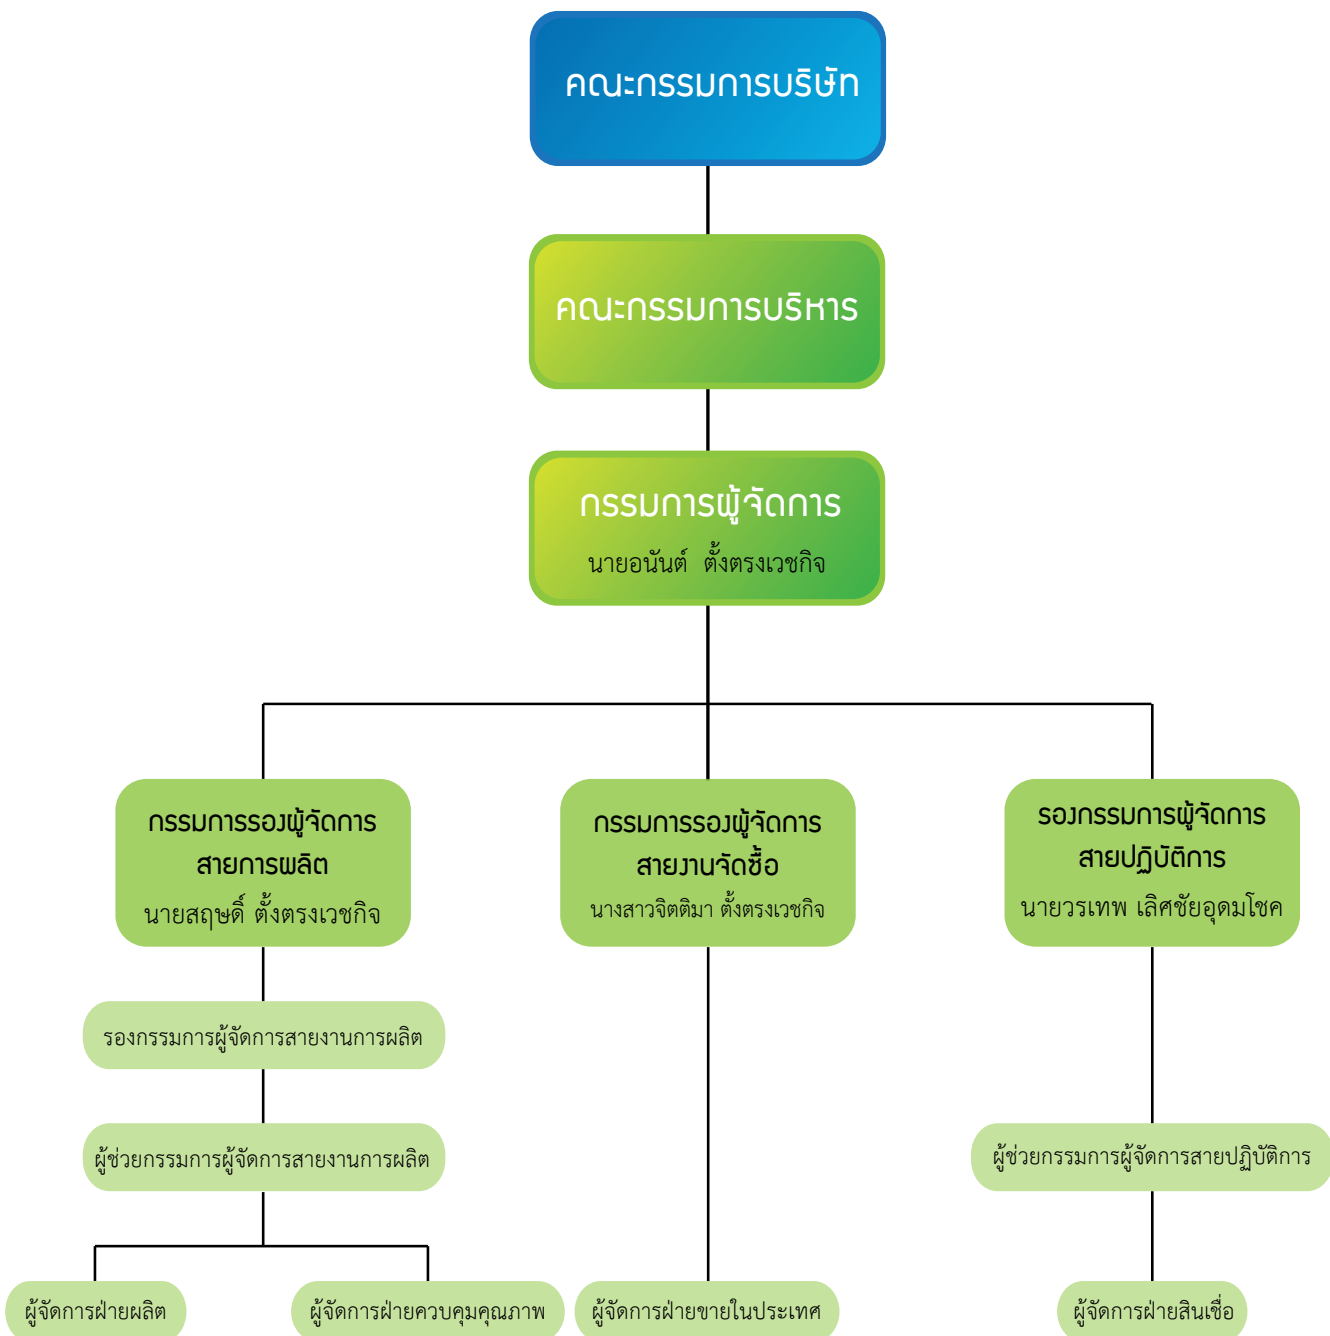 คณะกรรมการบริษัท
คณะกรรมการบริหาร
กรรมการผู้จัดการ
นายอนันต์ ตั้งตรงเวชกิจ
กรรมการรองผู้จัดการ
สายการผลิต
นายสฤษดิ์ ตั้งตรงเวชกิจ
กรรมการรองผู้จัดการ
สายงานจัดซื้อ
นางสาวจิตติมา ตั้งตรงเวชกิจ
รองกรรมการผู้จัดการ
สายปฏิบัติการ
นายวรเทพ เลิศชัยอุดมโชค
รองกรรมการผู้จัดการสายงานการผลิต
ผู้ช่วยกรรมการผู้จัดการสายงานการผลิต
ผู้ช่วยกรรมการผู้จัดการสายปฏิบัติการ
ผู้จัดการฝ่ายผลิต
ผู้จัดการฝ่ายควบคุมคุณภาพ
ผู้จัดการฝ่ายขายในประเทศ
ผู้จัดการฝ่ายสินเชื่อ